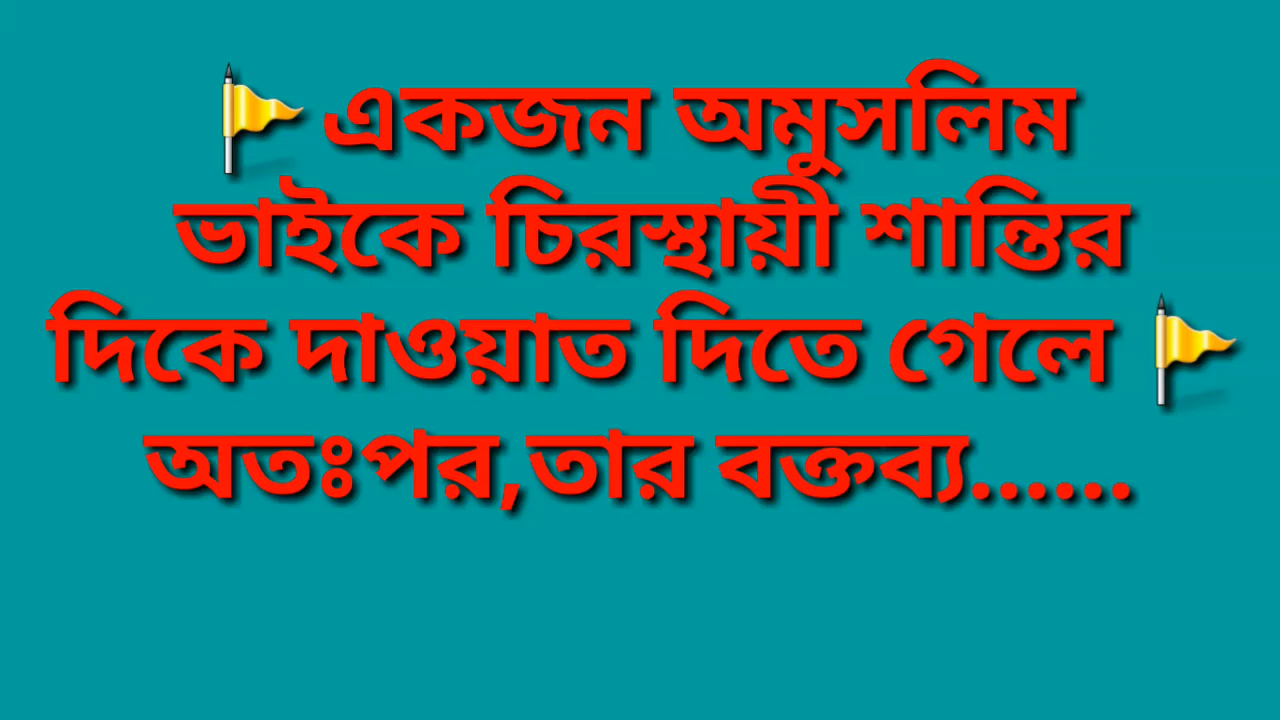 একজন অমুসলিম
ভাইকে চিরস্থায়ী শান্তির
দিকে দাওয়াত দিতে গেলে
অতঃপর,তার বক্তব্য......